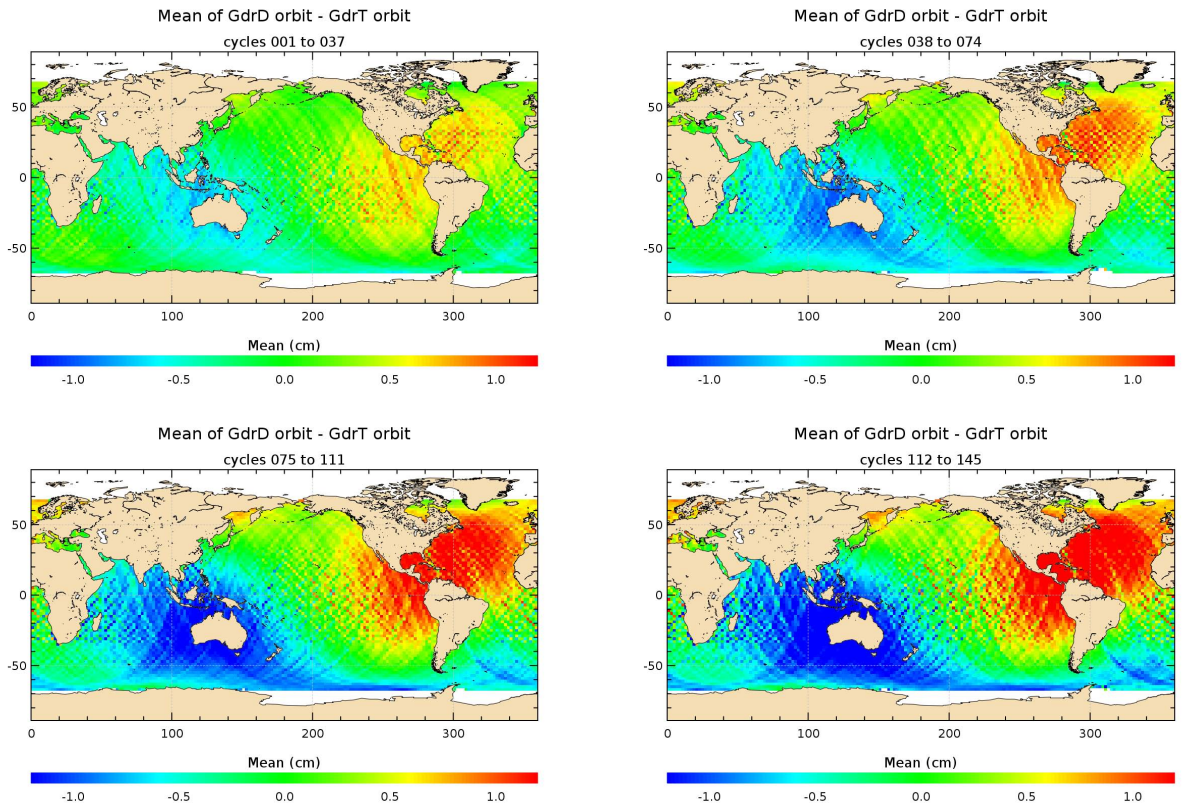 Mean of GdrD orbit - GdrT orbit
cycles 001 to 037
50
0
-50
0 100 200 300
Mean (cm)
-1.0 -0.5 0.0 0.5 1.0
Mean of GdrD orbit - GdrT orbit
cycles 038 to 074
50
0
-50
0 100 200 300
Mean (cm)
-1.0 -0.5 0.0 0.5 1.0
Mean of GdrD orbit - GdrT orbit
cycles 075 to 111
50
0
-50
0 100 200 300
Mean (cm)
-1.0 -0.5 0.0 0.5 1.0
Mean of GdrD orbit - GdrT orbit
cycles 112 to 145
50
0
-50
0 100 200 300
Mean (cm)
-1.0 -0.5 0.0 0.5 1.0